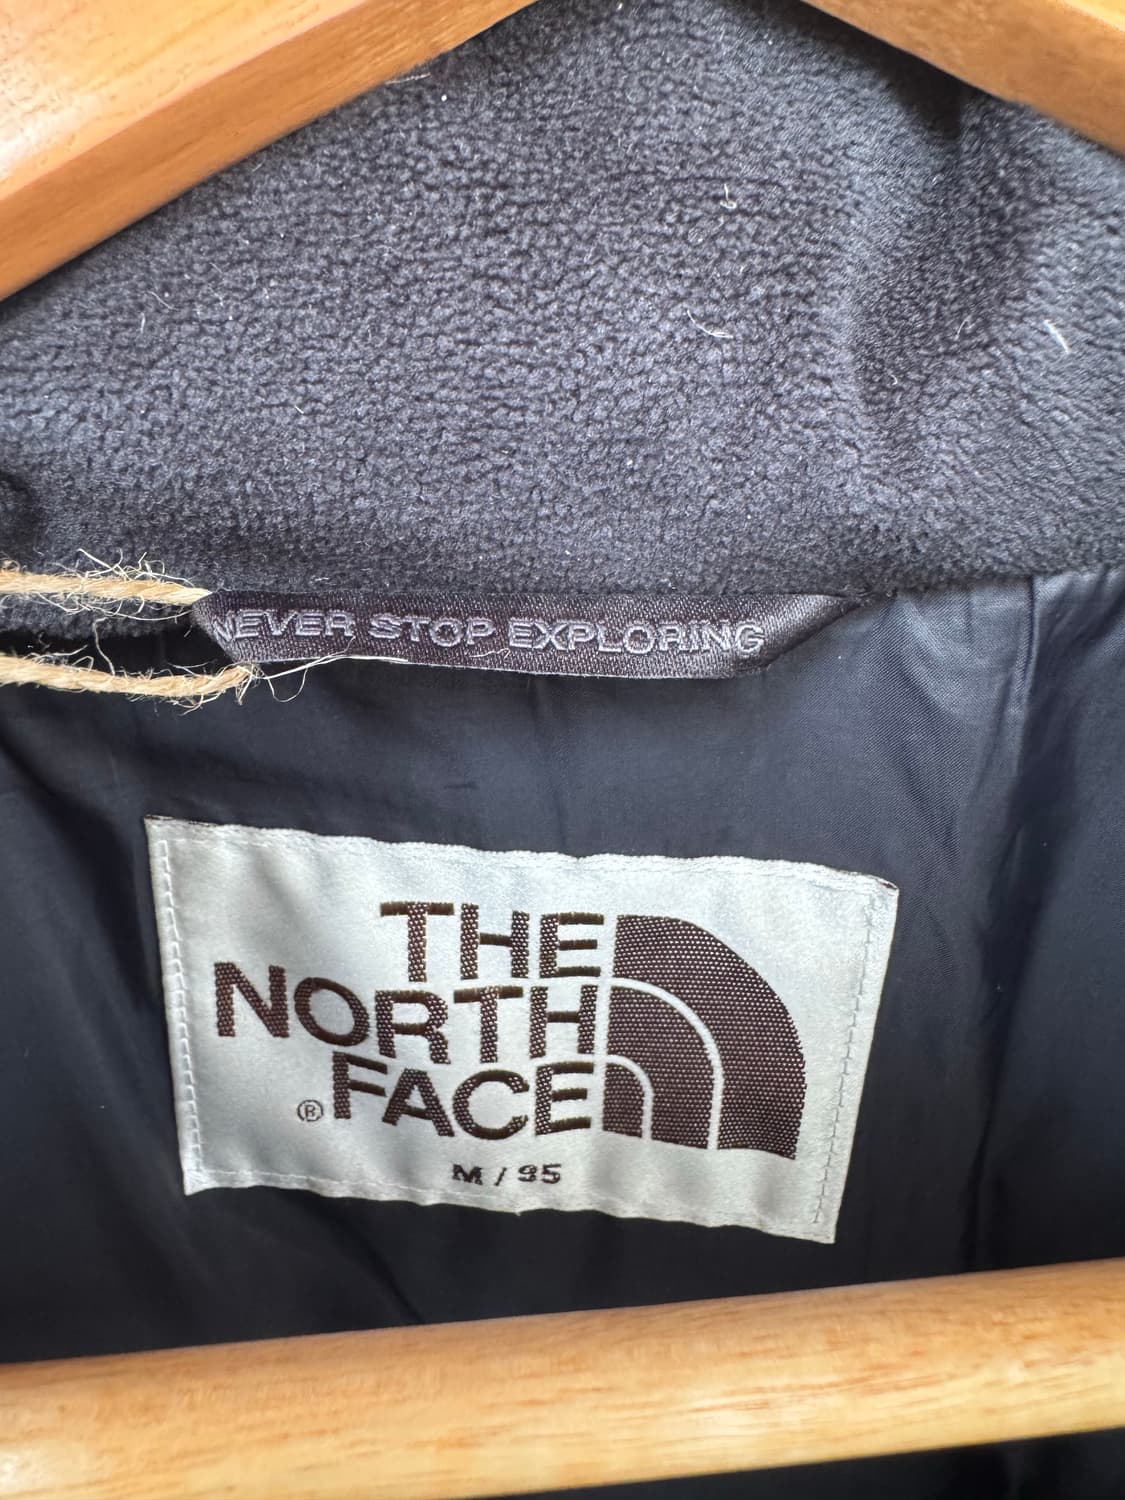 NEVER STOP EXPLORING
THE
NORTH
FACE
®
M / 95